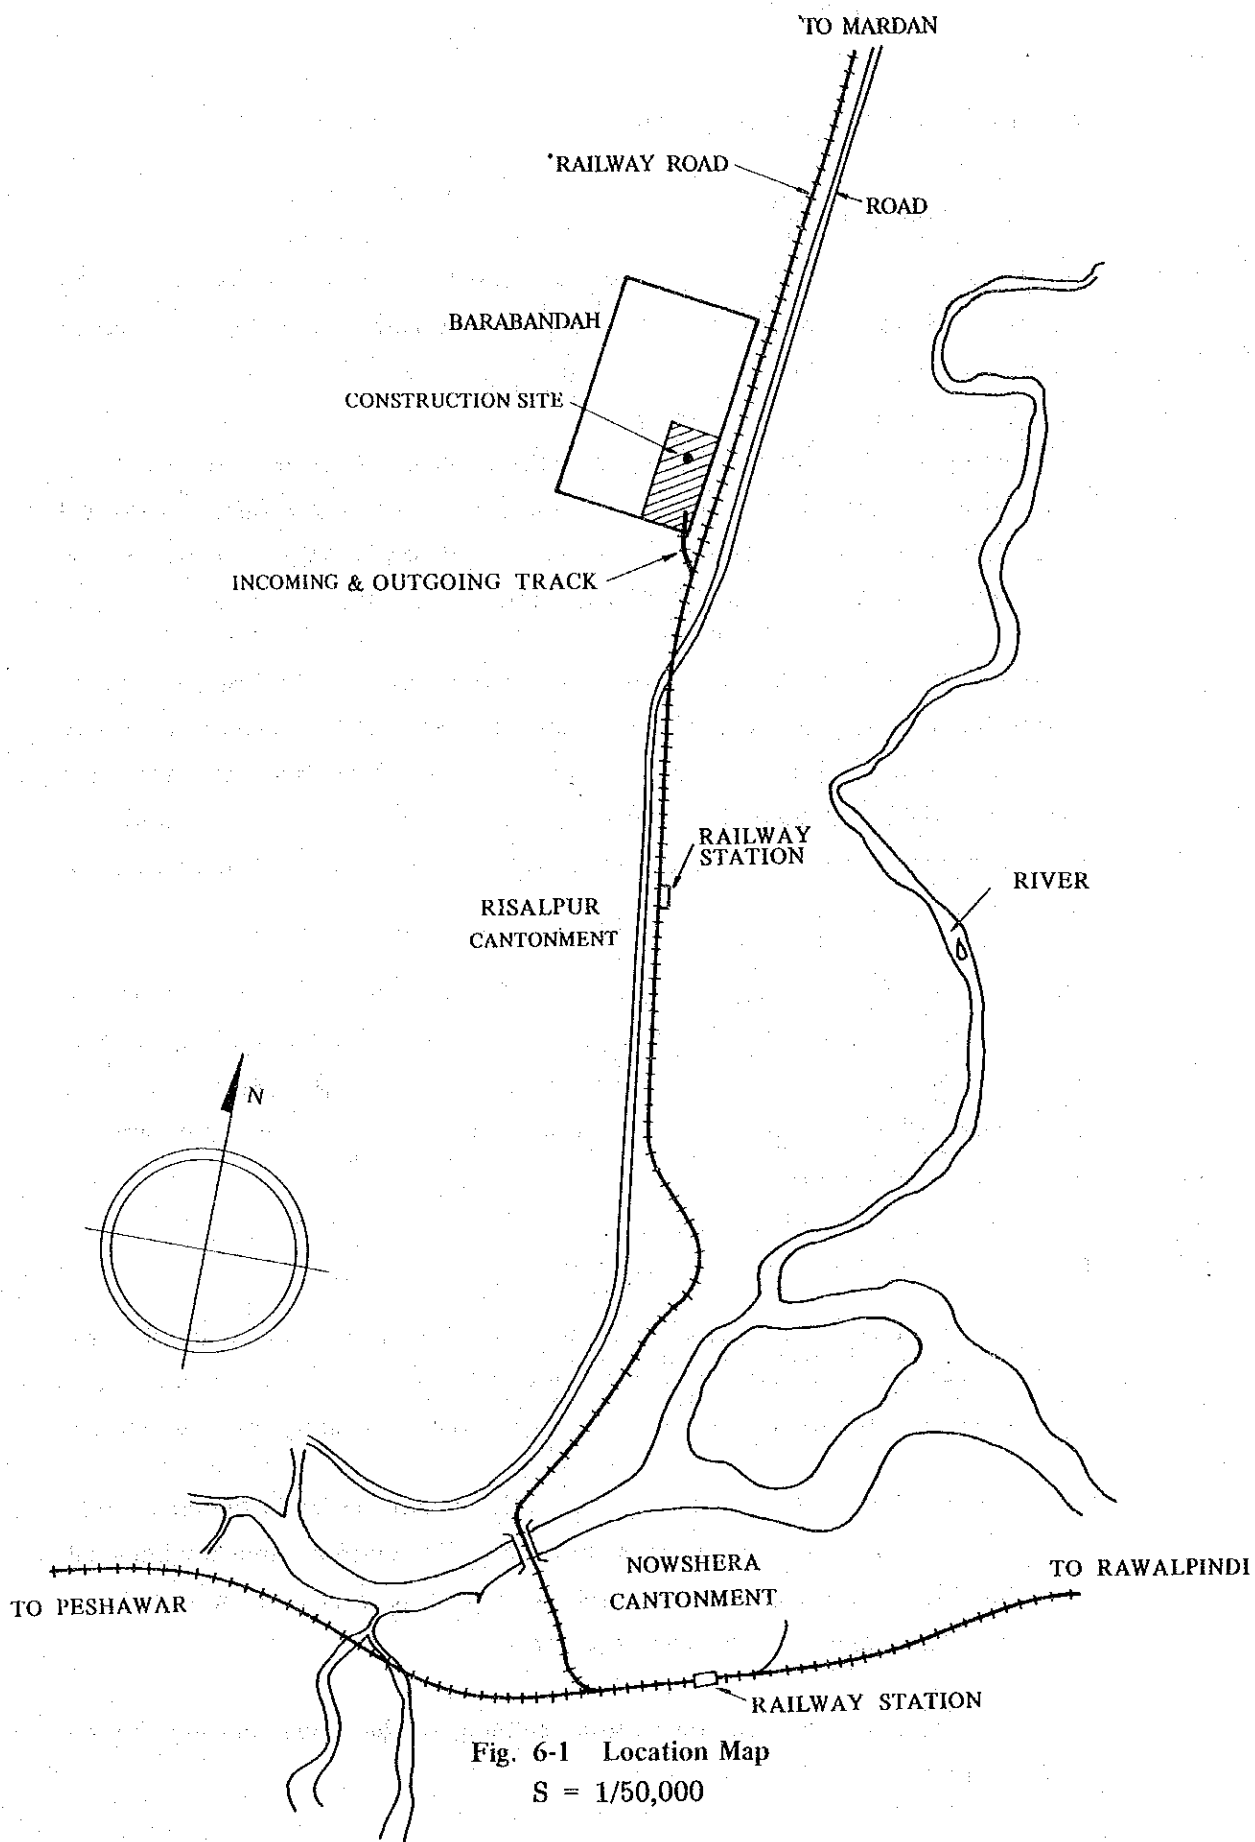 TO MARDAN
RAILWAY ROAD
ROAD
BARABANDAH
CONSTRUCTION SITE
INCOMING & OUTGOING TRACK
RAILWAY
STATION
RIVER
RISALPUR
CANTONMENT
N
NOWSHERA
CANTONMENT
TO RAWALPINDI
TO PESHAWAR
RAILWAY STATION
Fig. 6-1 Location Map
S = 1/50,000